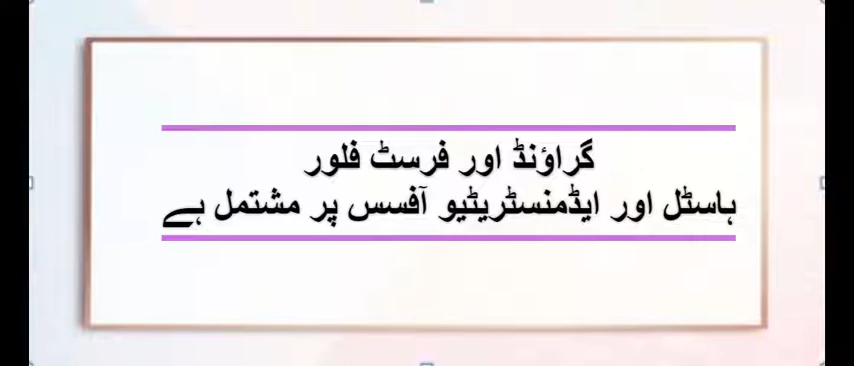 گراؤنڈ اور فرسٹ فلور
ہاسٹل اور ایڈمنسٹریٹیو آفسس پر مشتمل ہے